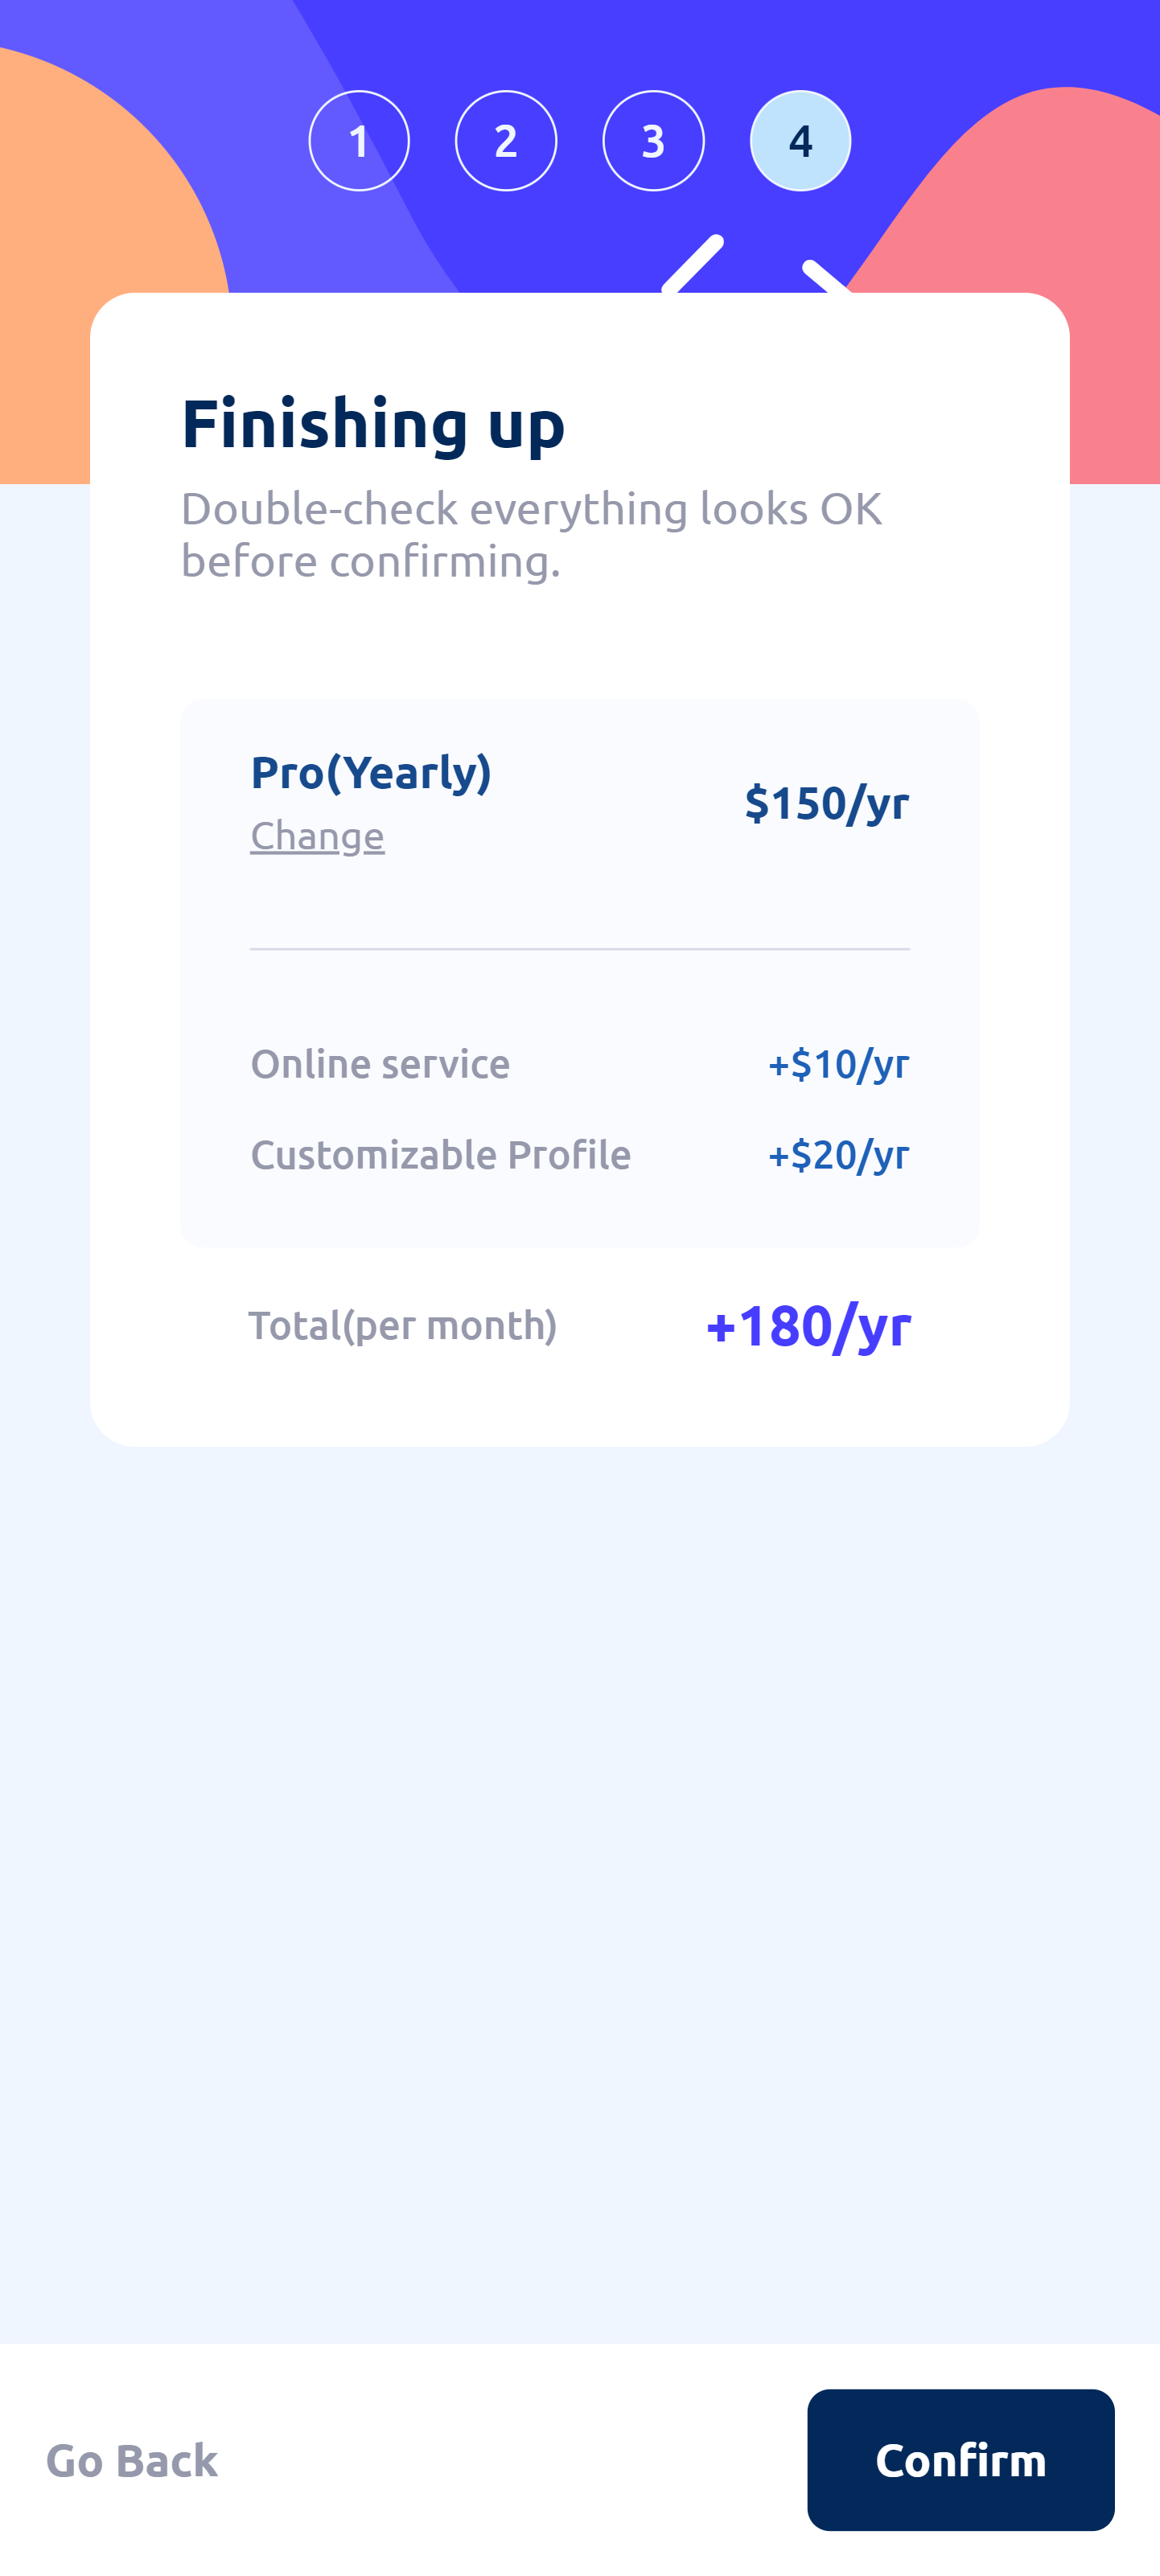 1 2 3 4
Finishing up
Double-check everything looks OK
before confirming.
Pro(Yearly)
$150/yr
Change
Online service +$10/yr
Customizable Profile +$20/yr
Total(per month) +180/yr
Go Back Confirm